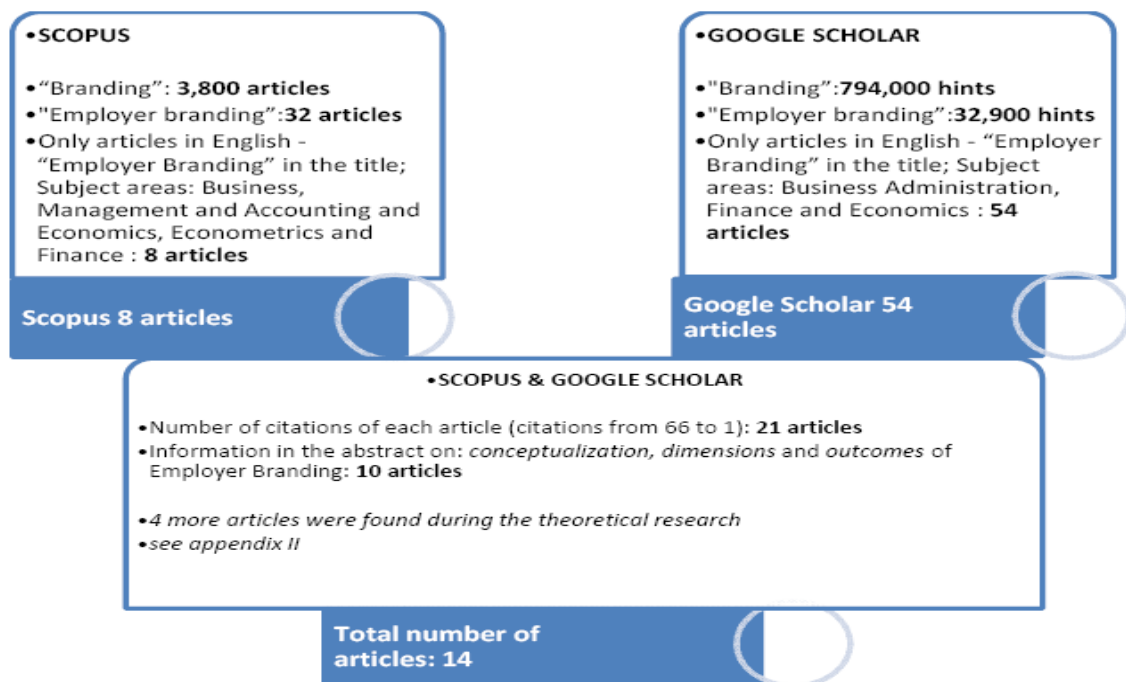 •SCOPUS
•“Branding”: 3,800 articles
•"Employer branding”:32 articles
•Only articles in English -
“Employer Branding” in the title;
Subject areas: Business,
Management and Accounting and
Economics, Econometrics and
Finance : 8 articles
Scopus 8 articles
•GOOGLE SCHOLAR
•"Branding”:794,000 hints
•"Employer branding”:32,900 hints
•Only articles in English - “Employer
Branding” in the title; Subject
areas: Business Administration,
Finance and Economics : 54
articles
Google Scholar 54
articles
•SCOPUS & GOOGLE SCHOLAR
•Number of citations of each article (citations from 66 to 1): 21 articles
•Information in the abstract on: conceptualization, dimensions and outcomes of
Employer Branding: 10 articles
•4 more articles were found during the theoretical research
•see appendix II
Total number of
articles: 14